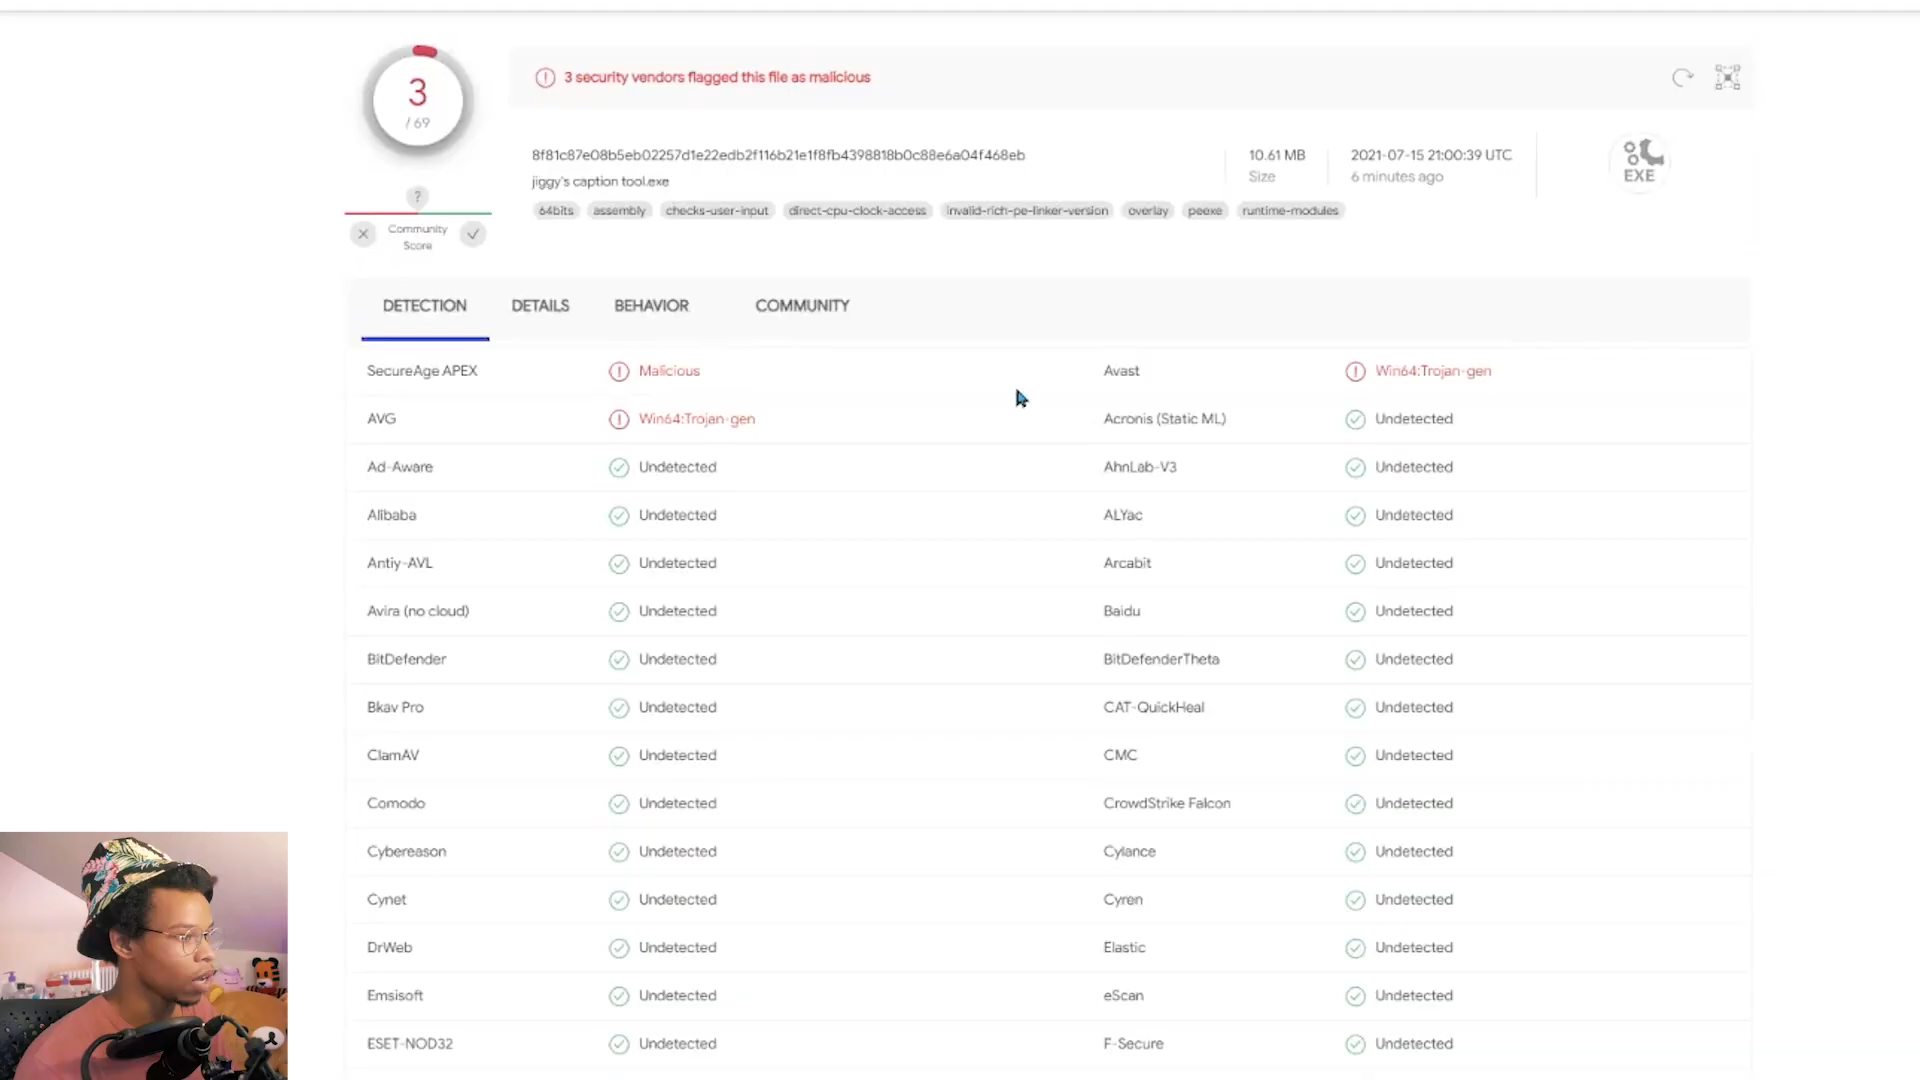 3
/ 69
3 security vendors flagged this file as malicious
8f81c87e08b5eb02257d1e22edb2f116b21e1f8fb4398818b0c88e6a04f468eb
jiggy's caption tool.exe
10.61 MB
Size
2021-07-15 21:00:39 UTC
6 minutes ago
EXE
64bits assembly checks-user-input direct-cpu-clock-access invalid-rich-pe-linker-version overlay peexe runtime-modules
?
Community
Score
DETECTION DETAILS BEHAVIOR COMMUNITY
SecureAge APEX Malicious Avast Win64:Trojan-gen
AVG Win64:Trojan-gen Acronis (Static ML) Undetected
Ad-Aware Undetected AhnLab-V3 Undetected
Alibaba Undetected ALYac Undetected
Antiy-AVL Undetected Arcabit Undetected
Avira (no cloud) Undetected Baidu Undetected
BitDefender Undetected BitDefenderTheta Undetected
Bkav Pro Undetected CAT-QuickHeal Undetected
ClamAV Undetected CMC Undetected
Comodo Undetected CrowdStrike Falcon Undetected
Cybereason Undetected Cylance Undetected
Cynet Undetected Cyren Undetected
DrWeb Undetected Elastic Undetected
Emsisoft Undetected eScan Undetected
ESET-NOD32 Undetected F-Secure Undetected